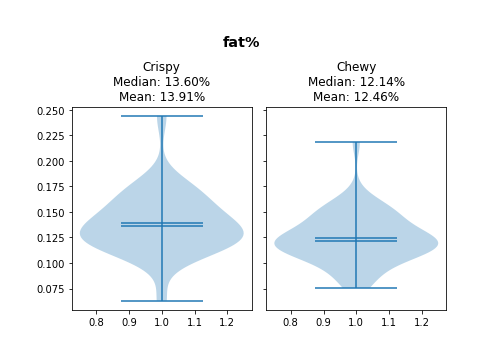 fat%
Crispy
Median: 13.60%
Mean: 13.91%
Chewy
Median: 12.14%
Mean: 12.46%
0.250
0.225
0.200
0.175
0.150
0.125
0.100
0.075
0.8 0.9 1.0 1.1 1.2
0.8 0.9 1.0 1.1 1.2